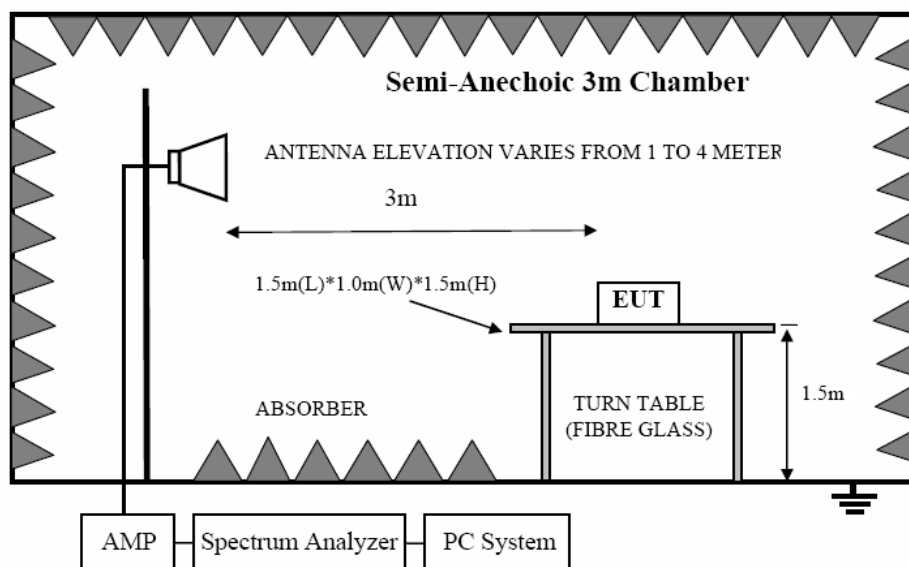 Semi-Anechoic 3m Chamber
ANTENNA ELEVATION VARIES FROM 1 TO 4 METER
3m
1.5m(L)*1.0m(W)*1.5m(H)
EUT
ABSORBER
TURN TABLE
(FIBRE GLASS)
1.5m
AMP
Spectrum Analyzer
PC System